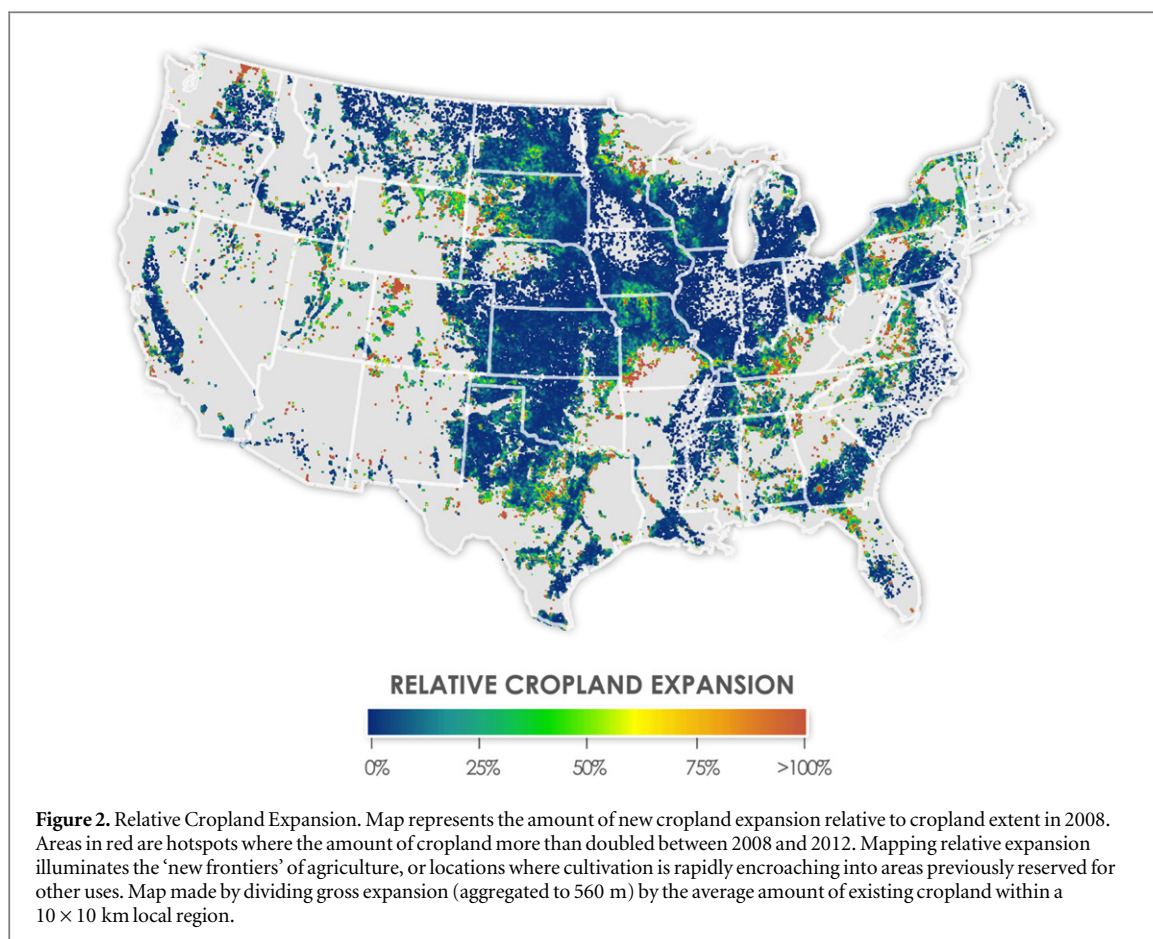 RELATIVE CROPLAND EXPANSION
0% 25% 50% 75% >100%
Figure 2. Relative Cropland Expansion. Map represents the amount of new cropland expansion relative to cropland extent in 2008.
Areas in red are hotspots where the amount of cropland more than doubled between 2008 and 2012. Mapping relative expansion
illuminates the ‘new frontiers’ of agriculture, or locations where cultivation is rapidly encroaching into areas previously reserved for
other uses. Map made by dividing gross expansion (aggregated to 560 m) by the average amount of existing cropland within a
10 × 10 km local region.